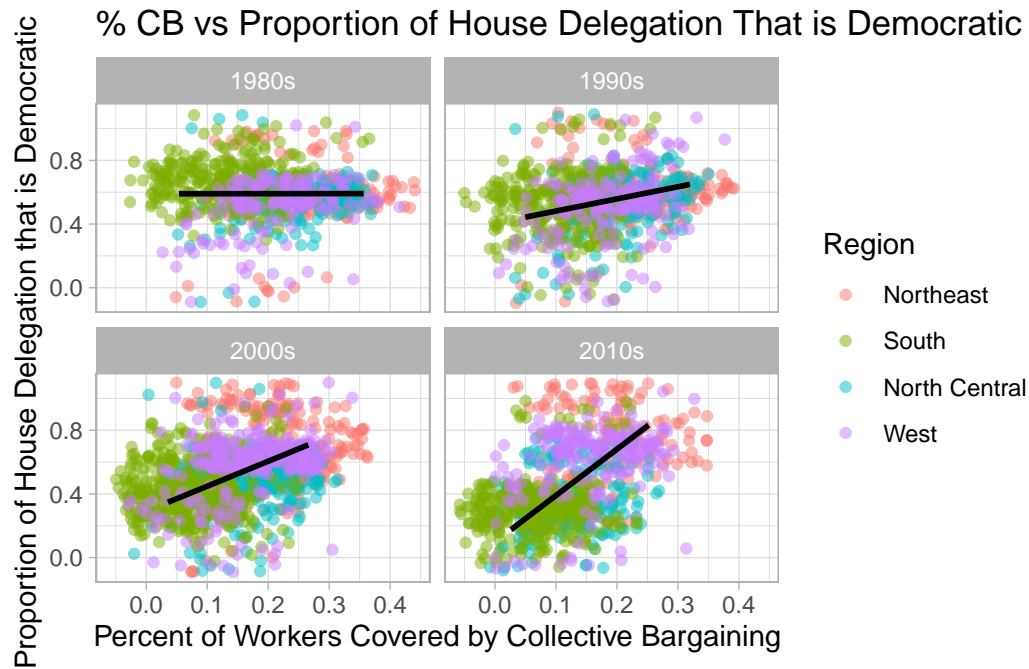 % CB vs Proportion of House Delegation That is Democratic
Proportion of House Delegation that is Democratic
1980s
1990s
0.8
0.4
0.0
2000s
2010s
0.8
0.4
0.0
0.0 0.1 0.2 0.3 0.4
0.0 0.1 0.2 0.3 0.4
Percent of Workers Covered by Collective Bargaining
Region
Northeast
South
North Central
West